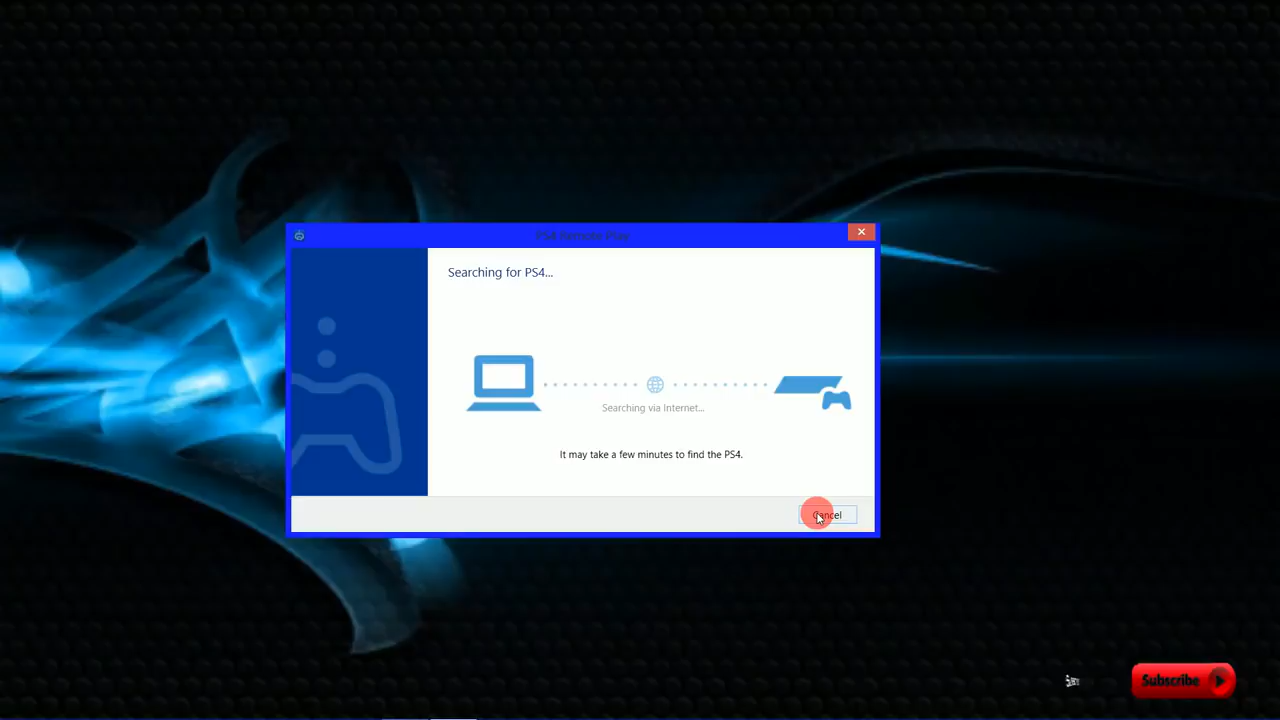 PS4 Remote Play
Searching for PS4...
Searching via Internet...
It may take a few minutes to find the PS4.
Cancel
Subscribe